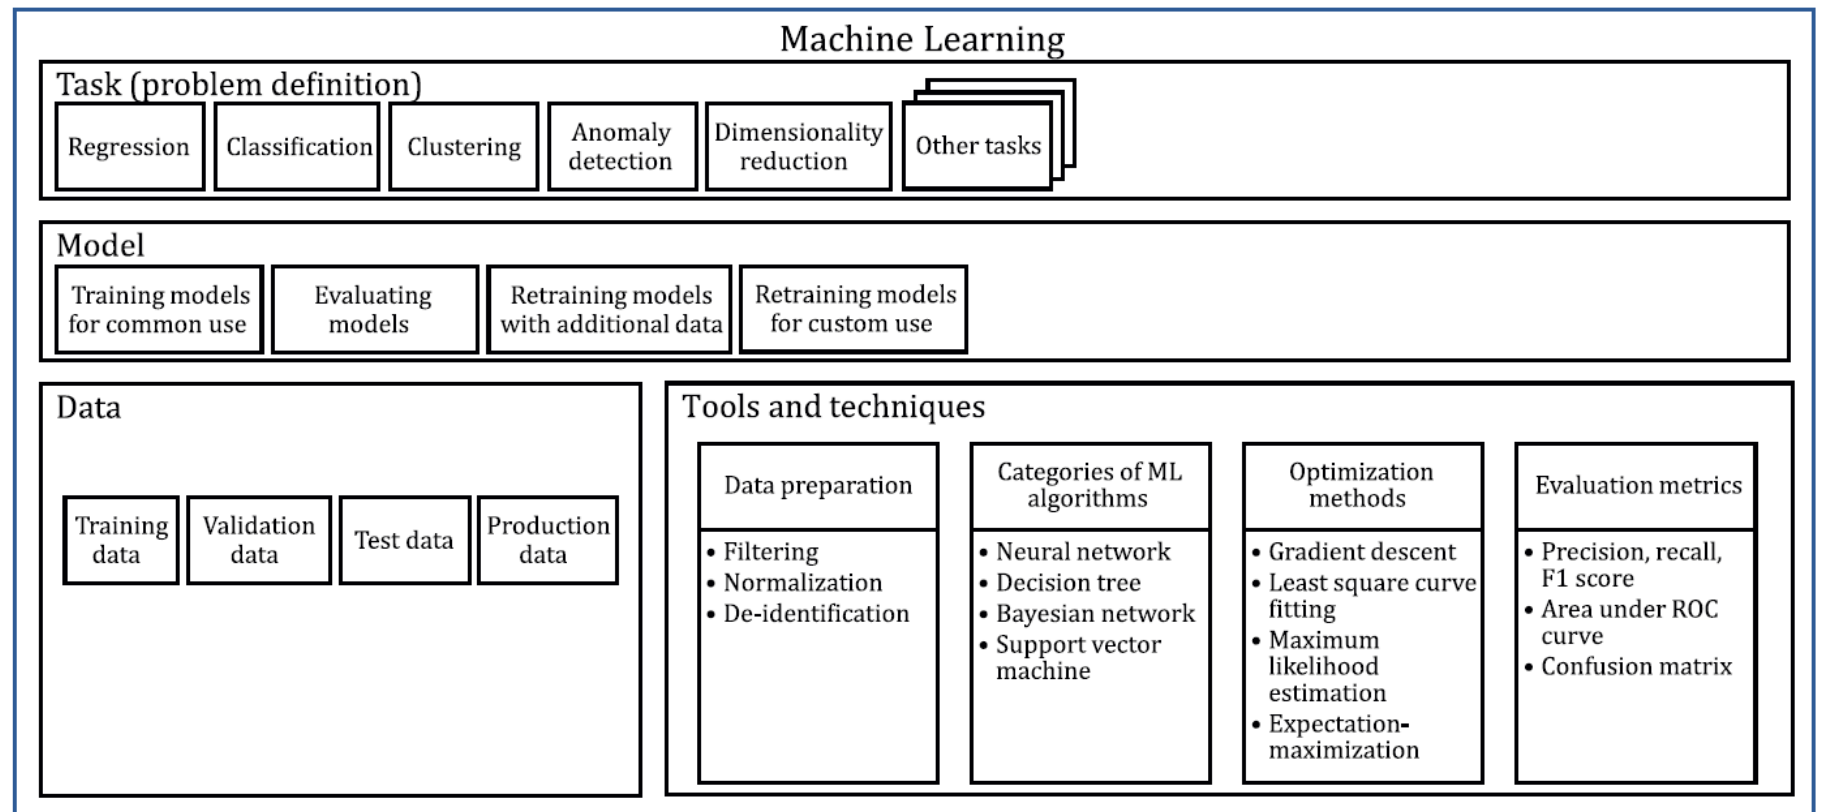 Machine Learning
Task (problem definition)
Regression
Classification
Clustering
Anomaly
detection
Dimensionality
reduction
Other tasks
Model
Training models
for common use
Evaluating
models
Retraining models
with additional data
Retraining models
for custom use
Data
Training
data
Validation
data
Test data
Production
data
Tools and techniques
Data preparation
• Filtering
• Normalization
• De-identification
Categories of ML
algorithms
• Neural network
• Decision tree
• Bayesian network
• Support vector
machine
Optimization
methods
• Gradient descent
• Least square curve
fitting
• Maximum
likelihood
estimation
• Expectation-
maximization
Evaluation metrics
• Precision, recall,
F1 score
• Area under ROC
curve
• Confusion matrix